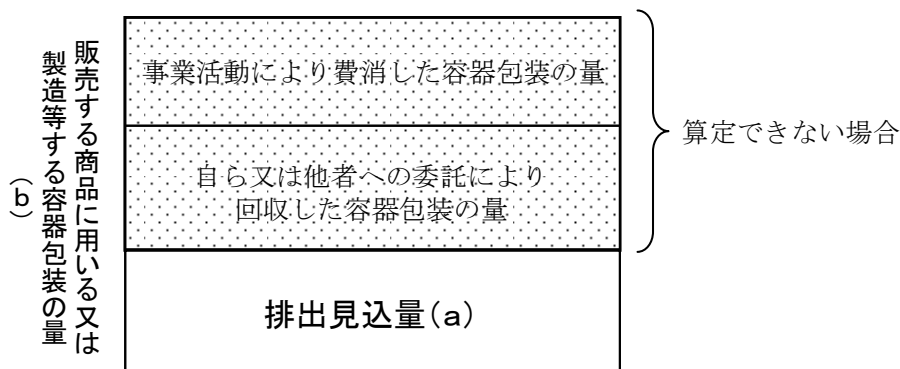 販売する商品に用いる又は
製造等する容器包装の量
（ｂ）
事業活動により費消した容器包装の量
自ら又は他者への委託により
回収した容器包装の量
算定できない場合
排出見込量(ａ)